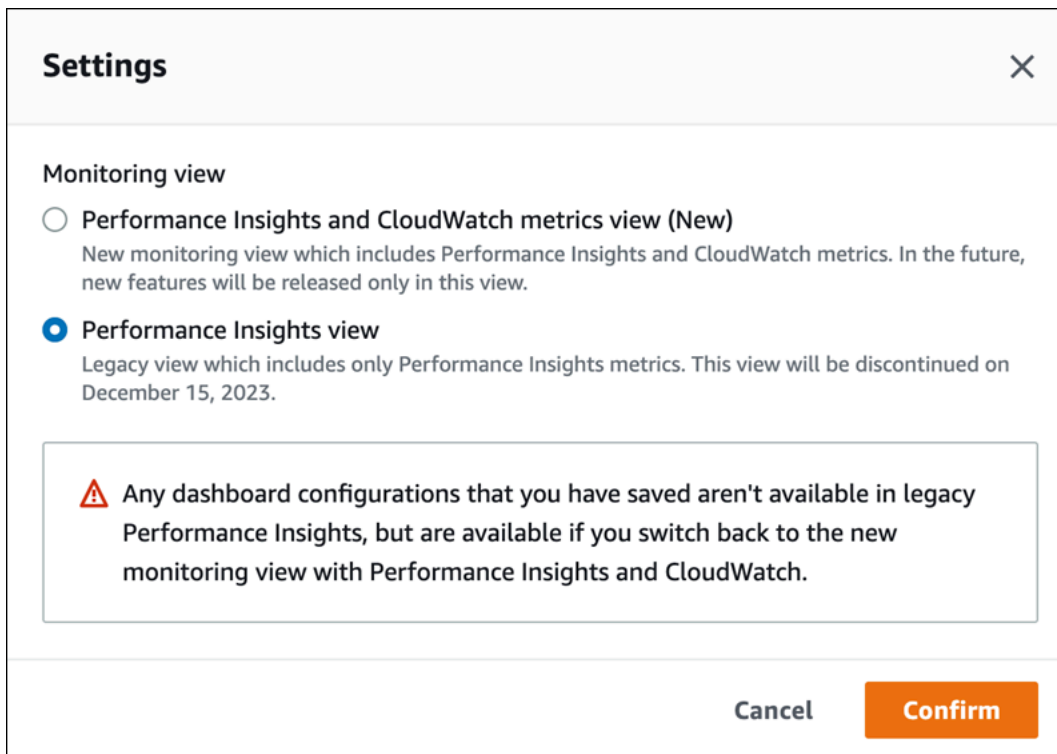 Settings
Monitoring view
Performance Insights and CloudWatch metrics view (New)
New monitoring view which includes Performance Insights and CloudWatch metrics. In the future,
new features will be released only in this view.
Performance Insights view
Legacy view which includes only Performance Insights metrics. This view will be discontinued on
December 15, 2023.
Any dashboard configurations that you have saved aren't available in legacy
Performance Insights, but are available if you switch back to the new
monitoring view with Performance Insights and CloudWatch.
Cancel
Confirm